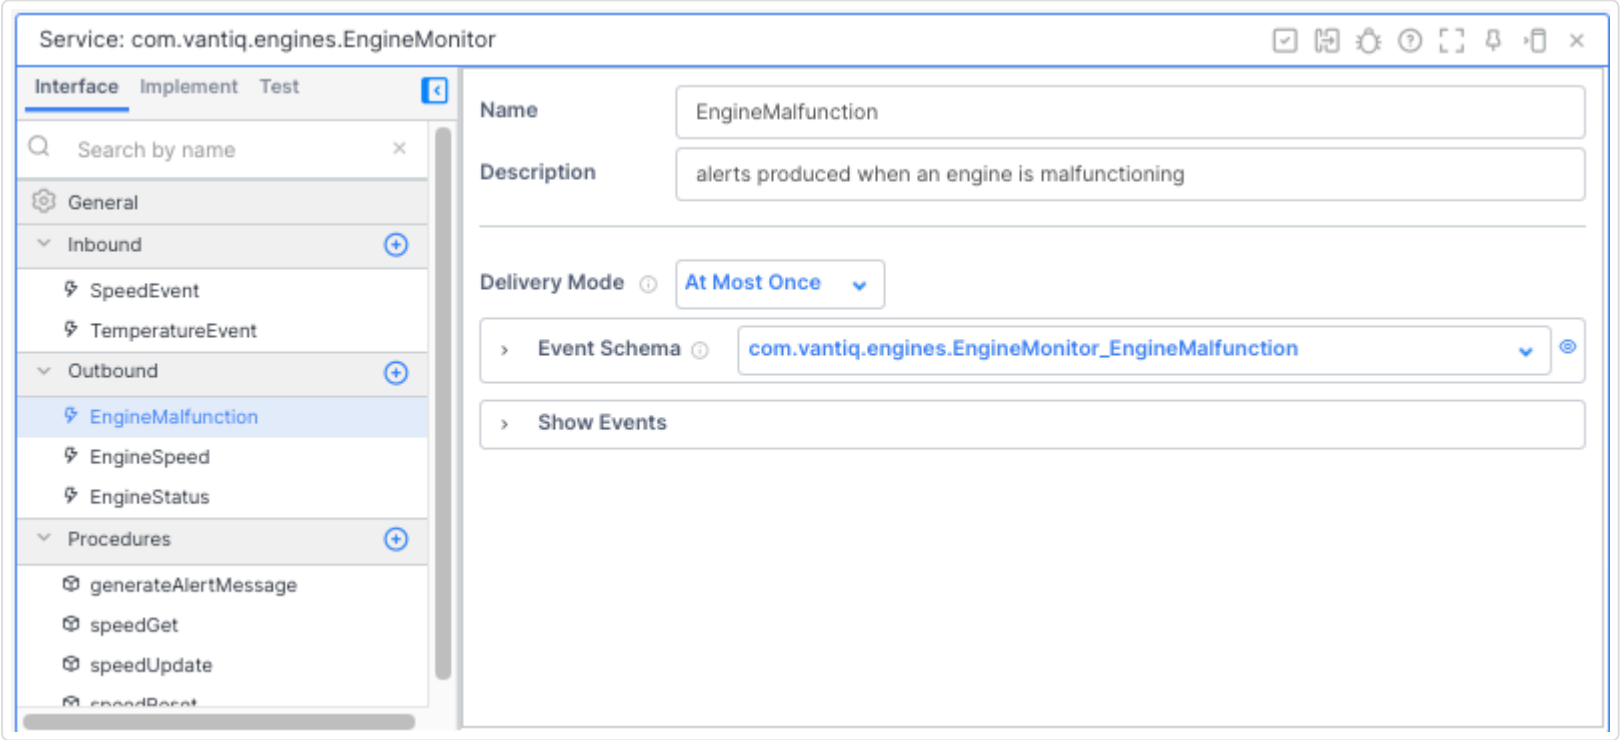 Service: com.vantiq.engines.EngineMonitor
Interface Implement Test
Search by name
General
Inbound
SpeedEvent
TemperatureEvent
Outbound
EngineMalfunction
EngineSpeed
EngineStatus
Procedures
generateAlertMessage
speedGet
speedUpdate
speedReset
Name EngineMalfunction
Description alerts produced when an engine is malfunctioning
Delivery Mode At Most Once
Event Schema com.vantiq.engines.EngineMonitor_EngineMalfunction
Show Events